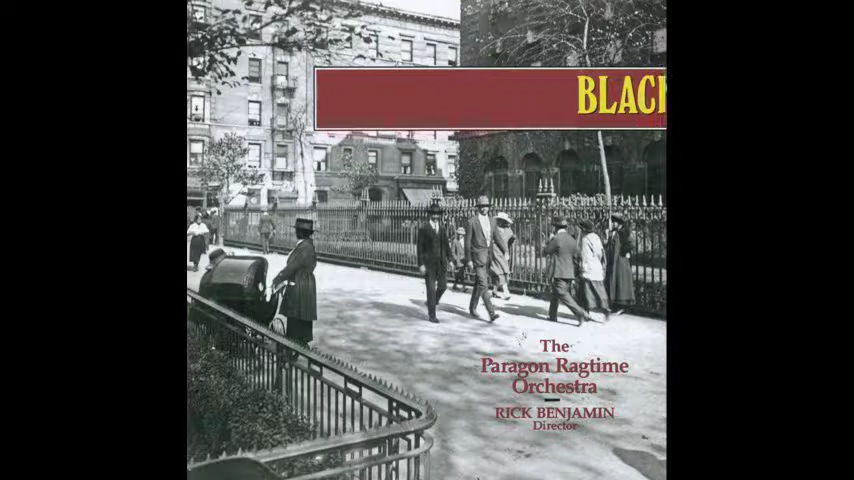 BLACK
The
Paragon Ragtime
Orchestra
RICK BENJAMIN
Director